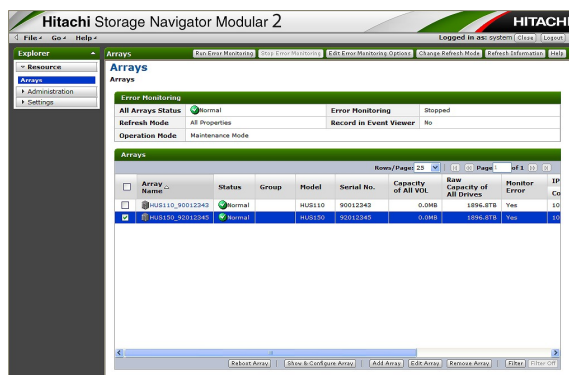 Hitachi Storage Navigator Modular 2
HITACHI
File Go Help
Logged in as: system Close Logout
Explorer
Arrays Run Error Monitoring Stop Error Monitoring Edit Error Monitoring Options Change Refresh Mode Refresh Information Help
Resource
Arrays
Administration
Settings
Arrays
Arrays
Error Monitoring
All Arrays Status Normal Error Monitoring Stopped
Refresh Mode All Properties Record in Event Viewer No
Operation Mode Maintenance Mode
Arrays
Rows/Page: 25 Page 1 of 1
Array Name Status Group Model Serial No. Capacity of All VOL Raw Capacity of All Drives Monitor Error IP Co
HUS110_90012343 Normal HUS110 90012343 0.0MB 1896.8TB Yes 10
HUS150_92012345 Normal HUS150 92012345 0.0MB 1896.8TB Yes 10
Reboot Array Show & Configure Array Add Array Edit Array Remove Array Filter Filter Off